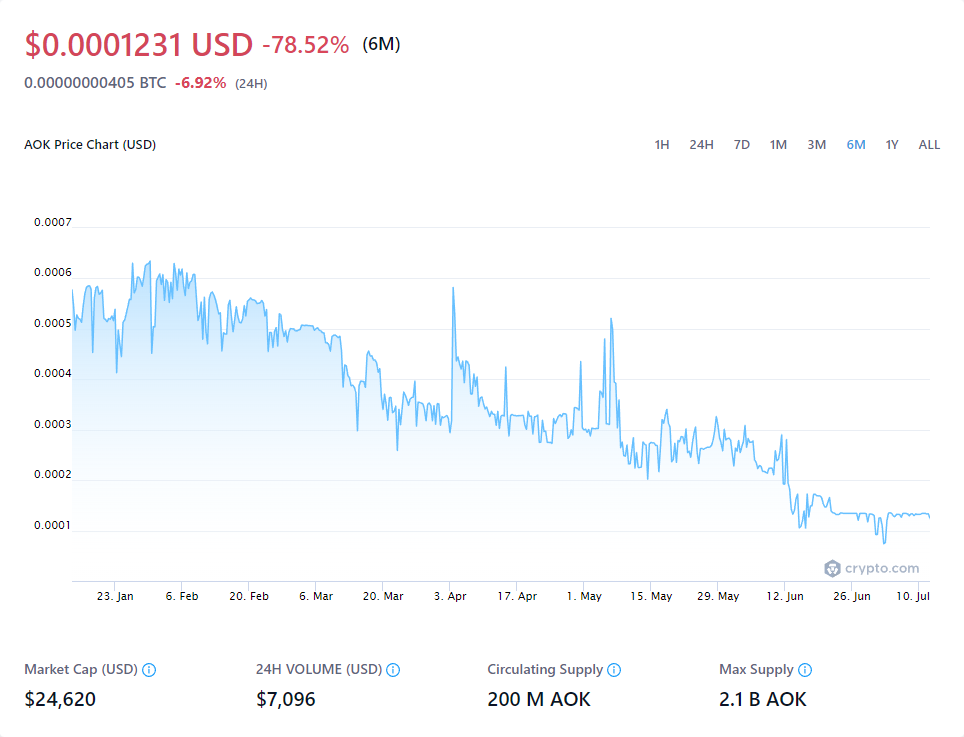 $0.0001231 USD -78.52% (6M)
0.00000000405 BTC -6.92% (24H)
AOK Price Chart (USD) 1H 24H 7D 1M 3M 6M 1Y ALL
0.0007
0.0006
0.0005
0.0004
0.0003
0.0002
0.0001
crypto.com
23. Jan 6. Feb 20. Feb 6. Mar 20. Mar 3. Apr 17. Apr 1. May 15. May 29. May 12. Jun 26. Jun 10. Jul
Market Cap (USD) 24H VOLUME (USD) Circulating Supply Max Supply
$24,620 $7,096 200 M AOK 2.1 B AOK